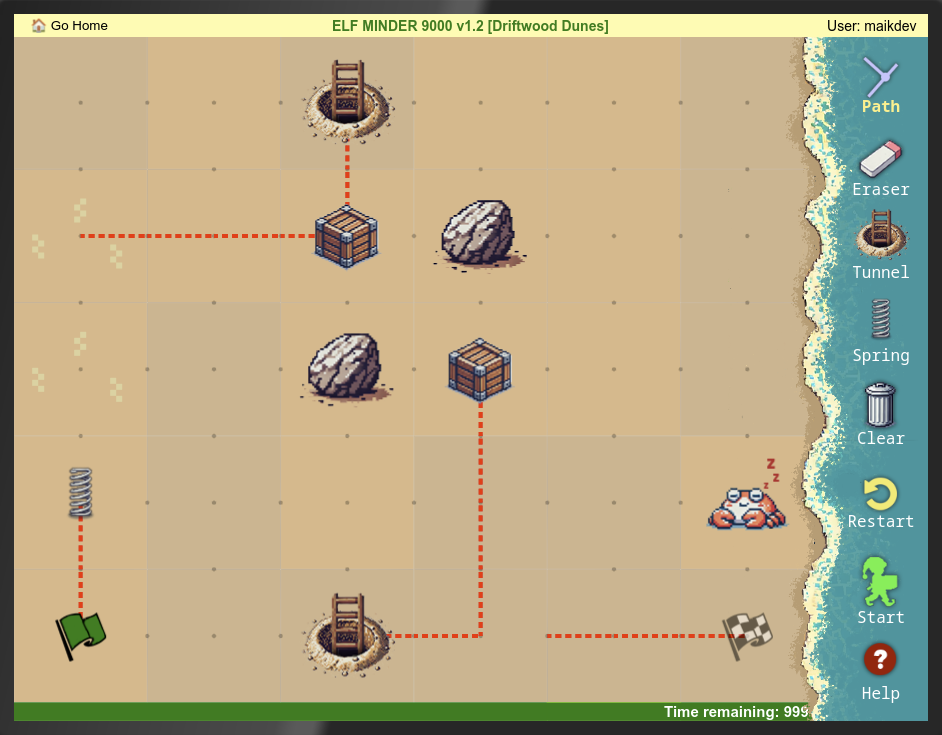 Go Home
ELF MINDER 9000 v1.2 [Driftwood Dunes]
User: maikdev
Path
Eraser
Tunnel
Spring
Clear
z
z
z
Restart
Start
?
Help
Time remaining: 999